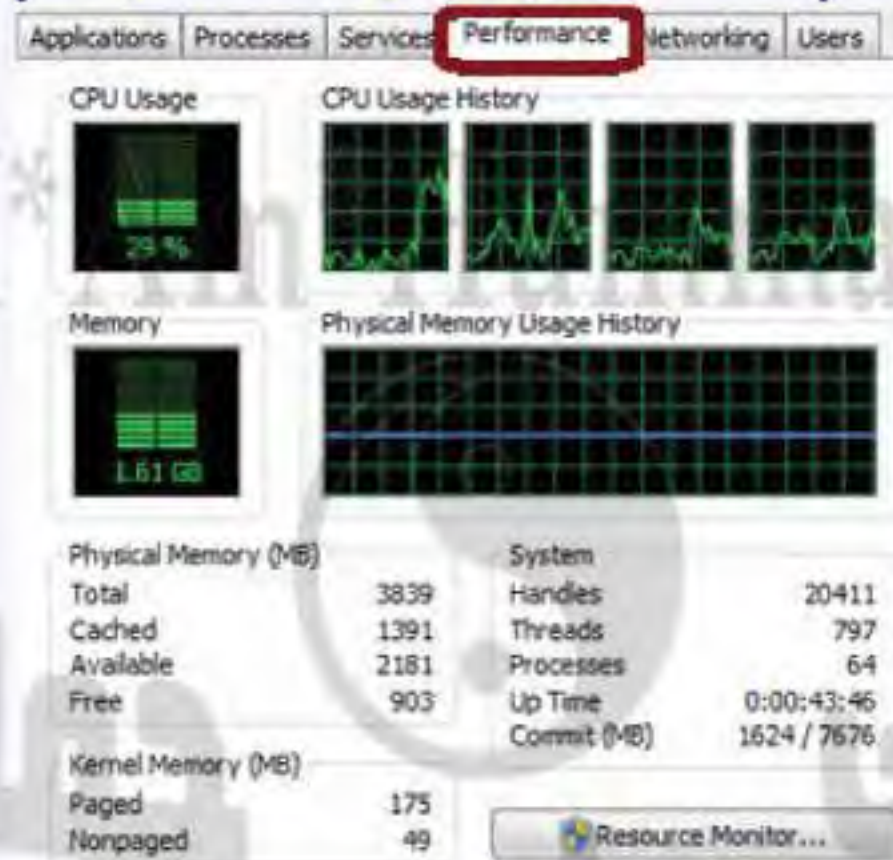 Applications Processes Services Performance Networking Users
CPU Usage
CPU Usage History
29 %
Memory
Physical Memory Usage History
1.61 GB
Physical Memory (MB)
Total 3839
Cached 1391
Available 2181
Free 903
System
Handles 20411
Threads 797
Processes 64
Up Time 0:00:43:46
Commit (MB) 1624 / 7676
Kernel Memory (MB)
Paged 175
Nonpaged 49
Resource Monitor...